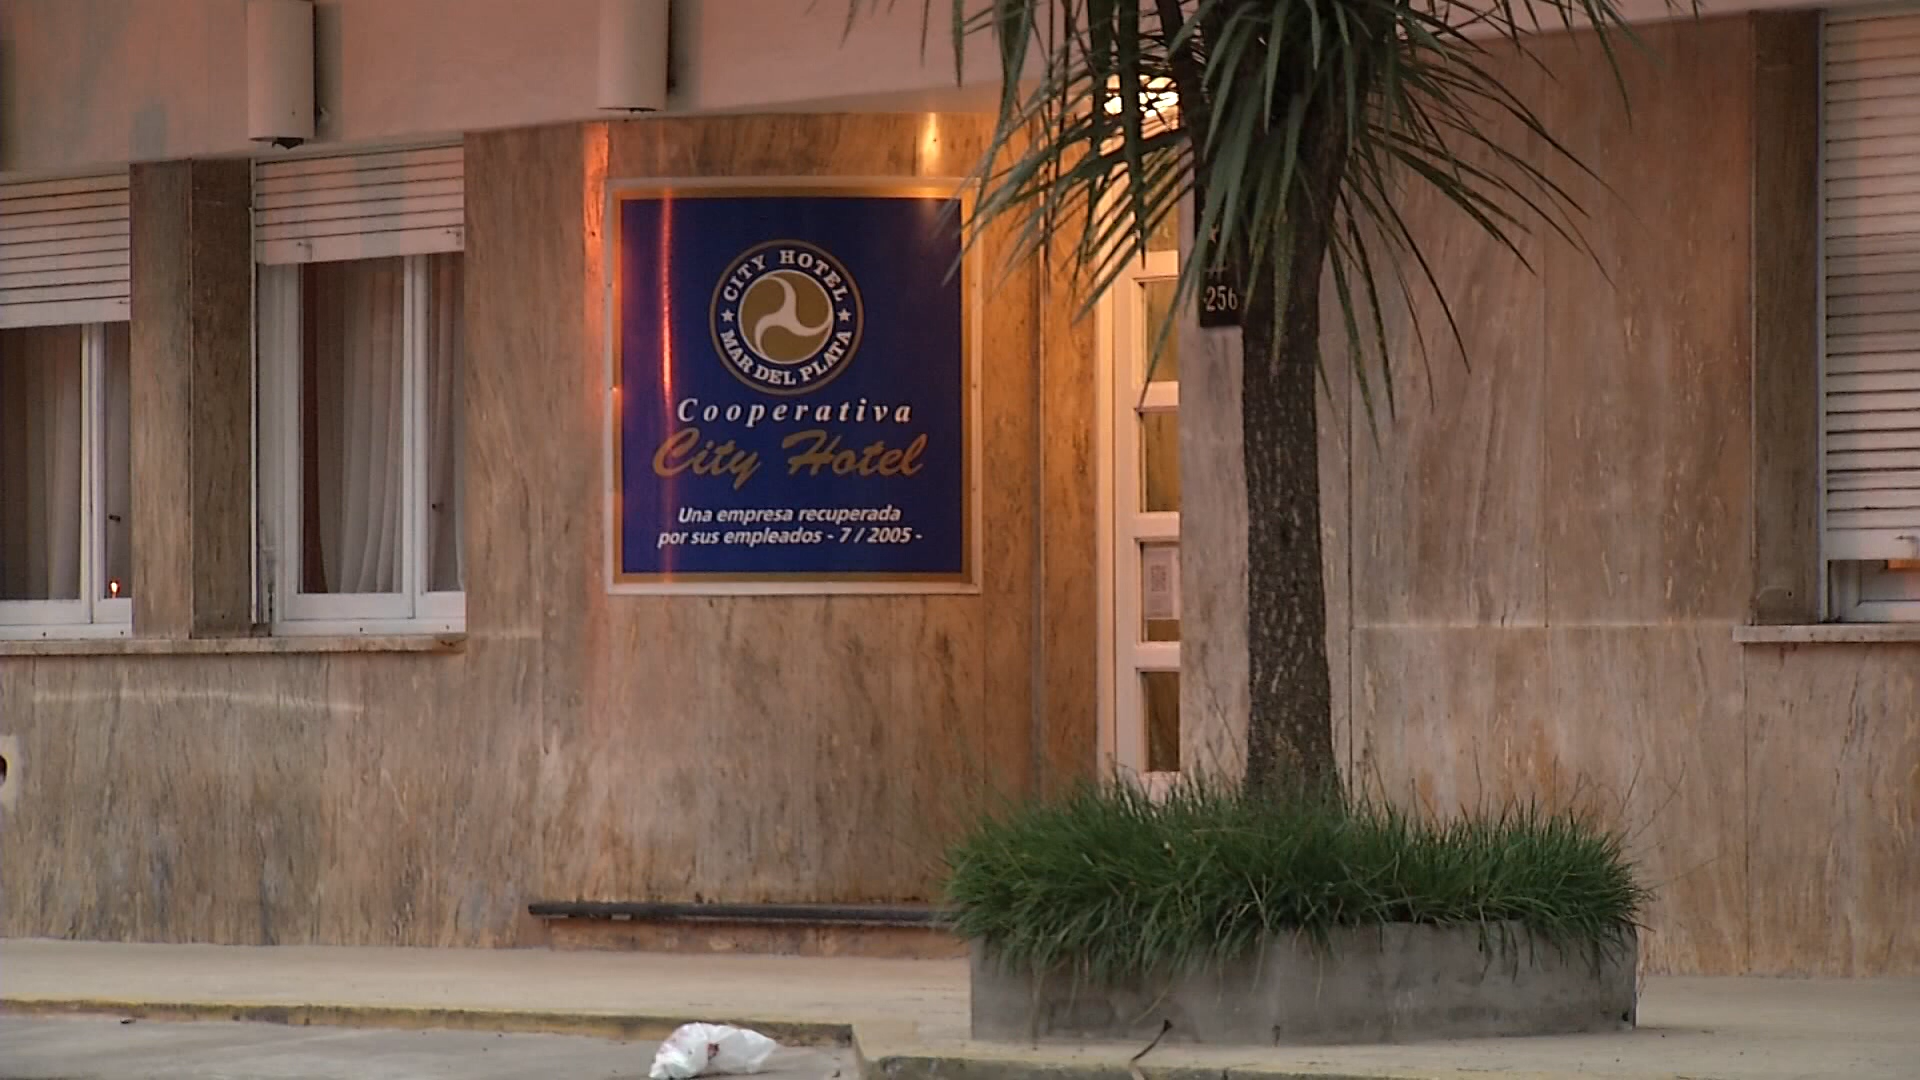 CITY HOTEL
MAR DEL PLATA
Cooperativa
City Hotel
Una empresa recuperada
por sus empleados - 7 / 2005 -
256